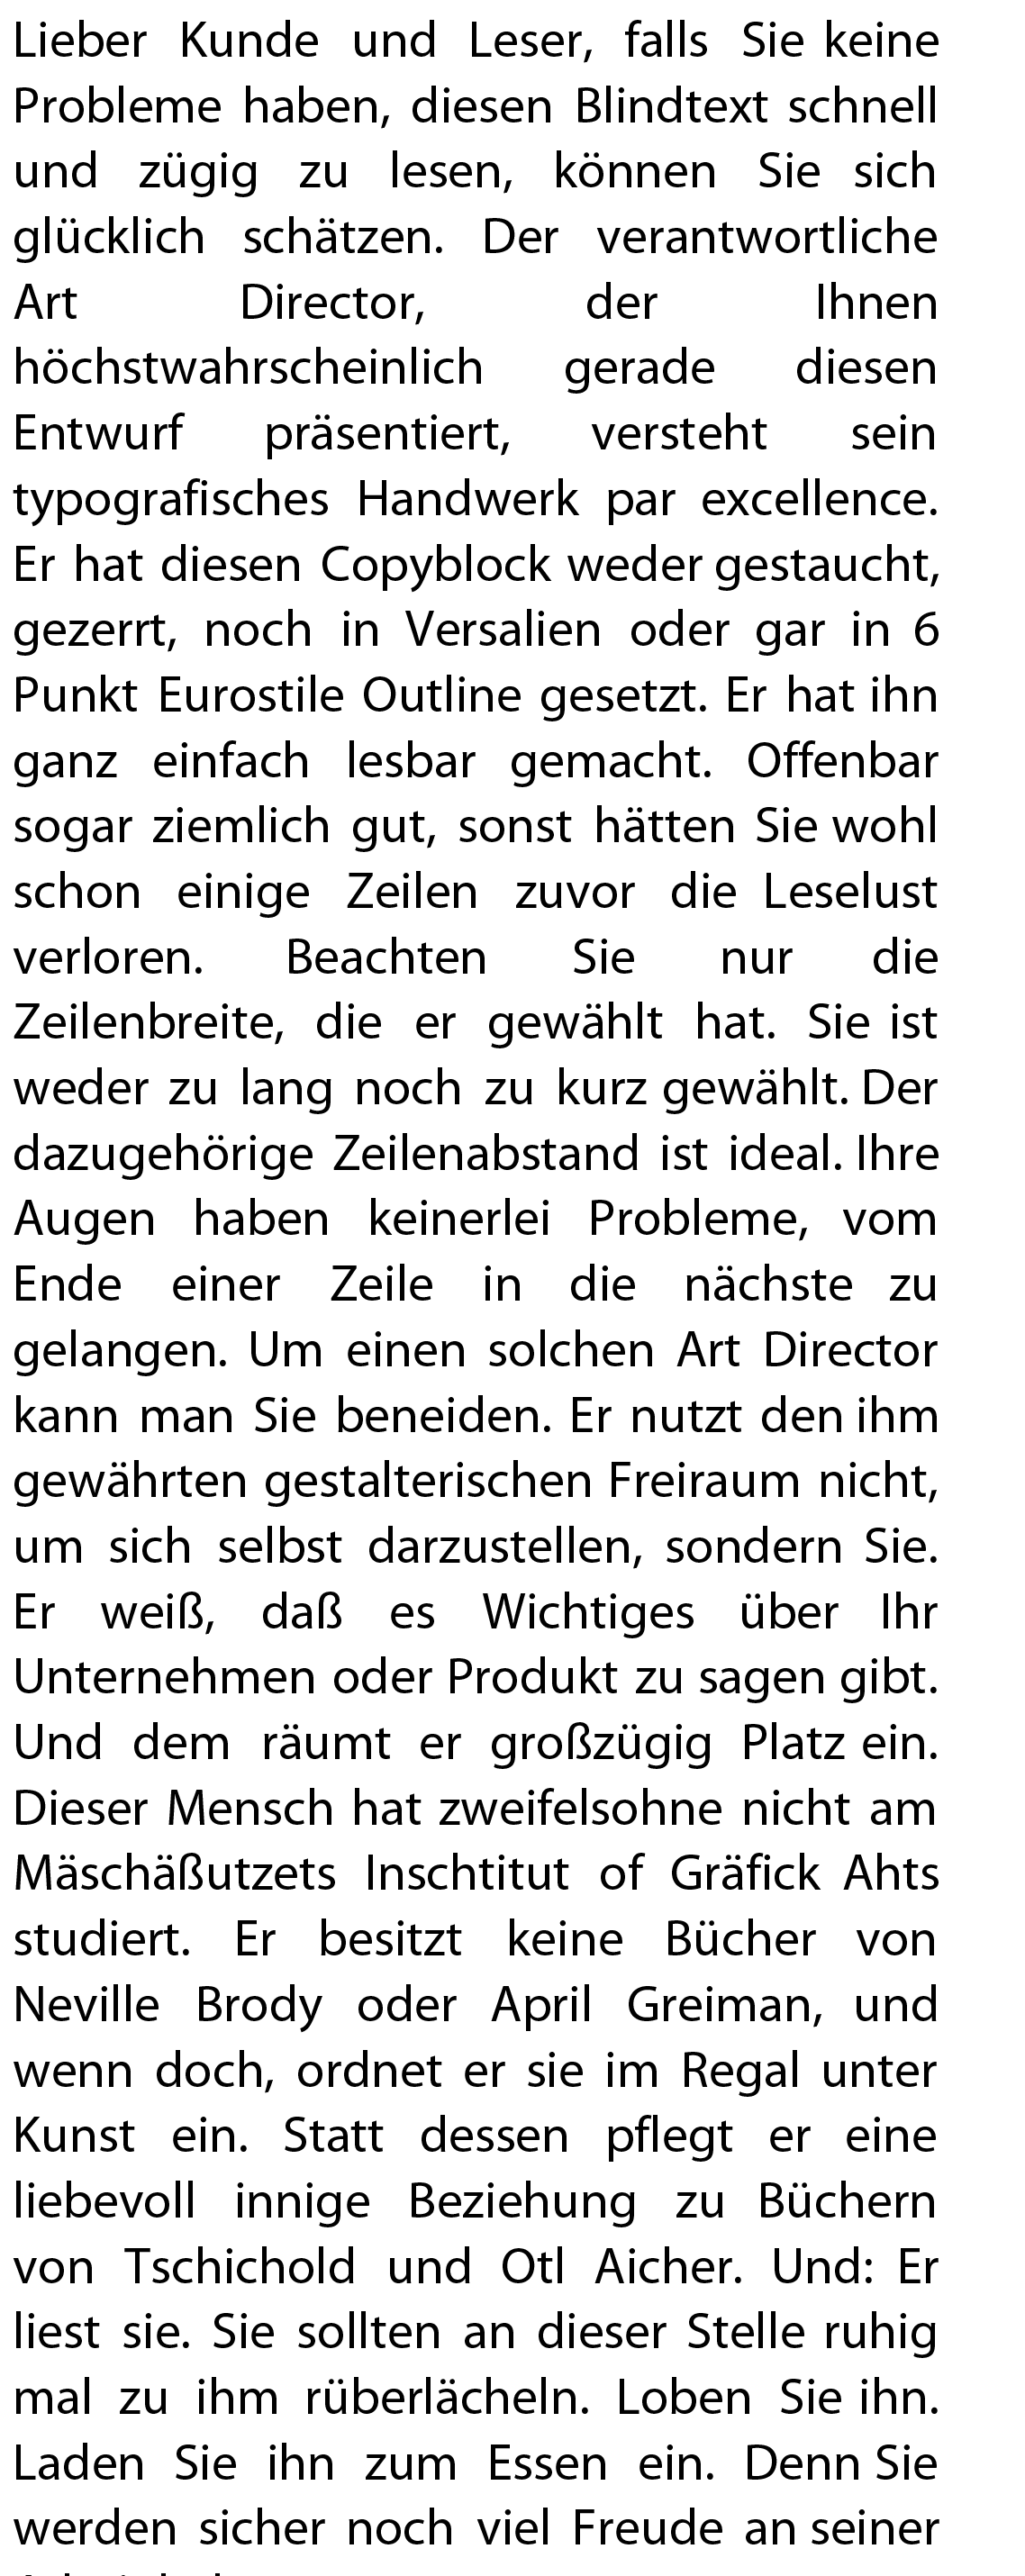 Lieber Kunde und Leser, falls Sie keine
Probleme haben, diesen Blindtext schnell
und zügig zu lesen, können Sie sich
glücklich schätzen. Der verantwortliche
Art Director, der Ihnen
höchstwahrscheinlich gerade diesen
Entwurf präsentiert, versteht sein
typografisches Handwerk par excellence.
Er hat diesen Copyblock weder gestaucht,
gezerrt, noch in Versalien oder gar in 6
Punkt Eurostile Outline gesetzt. Er hat ihn
ganz einfach lesbar gemacht. Offenbar
sogar ziemlich gut, sonst hätten Sie wohl
schon einige Zeilen zuvor die Leselust
verloren. Beachten Sie nur die
Zeilenbreite, die er gewählt hat. Sie ist
weder zu lang noch zu kurz gewählt. Der
dazugehörige Zeilenabstand ist ideal. Ihre
Augen haben keinerlei Probleme, vom
Ende einer Zeile in die nächste zu
gelangen. Um einen solchen Art Director
kann man Sie beneiden. Er nutzt den ihm
gewährten gestalterischen Freiraum nicht,
um sich selbst darzustellen, sondern Sie.
Er weiß, daß es Wichtiges über Ihr
Unternehmen oder Produkt zu sagen gibt.
Und dem räumt er großzügig Platz ein.
Dieser Mensch hat zweifelsohne nicht am
Mäschäßutzets Inschtitut of Gräfick Ahts
studiert. Er besitzt keine Bücher von
Neville Brody oder April Greiman, und
wenn doch, ordnet er sie im Regal unter
Kunst ein. Statt dessen pflegt er eine
liebevoll innige Beziehung zu Büchern
von Tschichold und Otl Aicher. Und: Er
liest sie. Sie sollten an dieser Stelle ruhig
mal zu ihm rüberlächeln. Loben Sie ihn.
Laden Sie ihn zum Essen ein. Denn Sie
werden sicher noch viel Freude an seiner